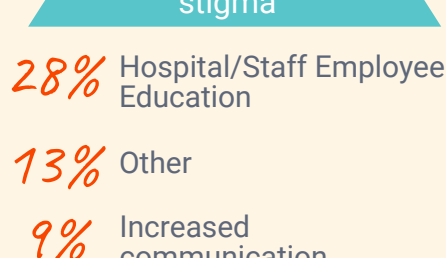 stigma
28% Hospital/Staff Employee
Education
13% Other
9% Increased
communication